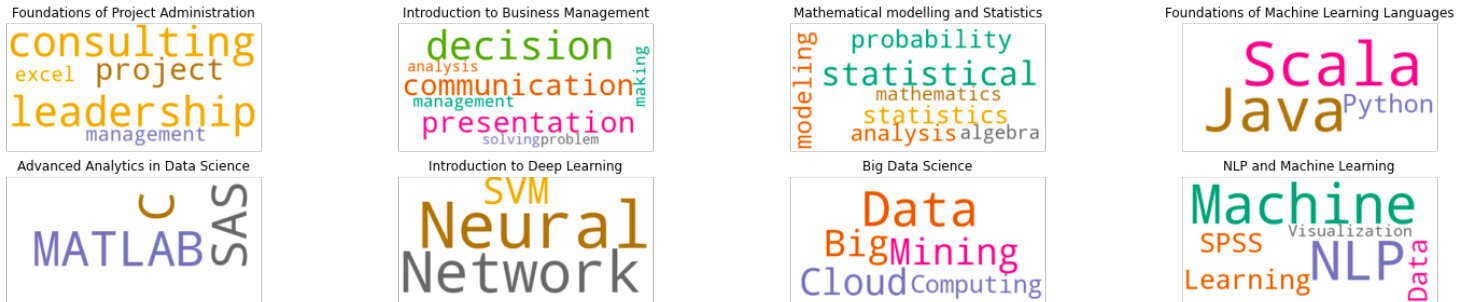 Foundations of Project Administration
consulting
excel project
leadership
management
Introduction to Business Management
decision
analysis
making
communication
management
presentation
solving problem
Mathematical modelling and Statistics
modeling
probability
statistical
mathematics
statistics
analysis algebra
Foundations of Machine Learning Languages
Scala
Java Python
Advanced Analytics in Data Science
C
SAS
MATLAB
Introduction to Deep Learning
SVM
Neural
Network
Big Data Science
Data
Big Mining
Cloud Computing
NLP and Machine Learning
Machine
Visualization
SPSS
NLP
Data
Learning